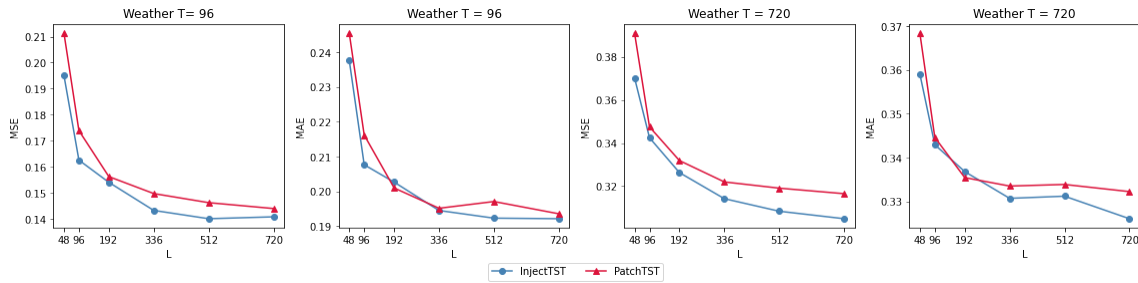 Weather T= 96
MSE
0.21
0.20
0.19
0.18
0.17
0.16
0.15
0.14
48 96 192 336 512 720
L
Weather T = 96
MAE
0.24
0.23
0.22
0.21
0.20
0.19
48 96 192 336 512 720
L
Weather T = 720
MSE
0.38
0.36
0.34
0.32
48 96 192 336 512 720
L
Weather T = 720
MAE
0.37
0.36
0.35
0.34
0.33
48 96 192 336 512 720
L
InjectTST PatchTST